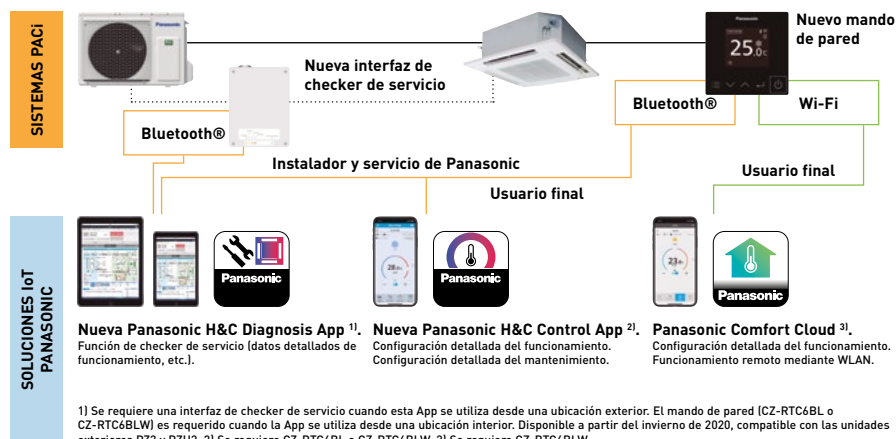 SISTEMAS PACi
Panasonic
Nueva interfaz de
checker de servicio
Panasonic
25.0c
Nuevo mando
de pared
Bluetooth®
Bluetooth®
Wi-Fi
Instalador y servicio de Panasonic
Usuario final
Usuario final
SOLUCIONES IoT
PANASONIC
Panasonic
Panasonic
Panasonic
Nueva Panasonic H&C Diagnosis App 1).
Función de checker de servicio (datos detallados de
funcionamiento, etc.).
Nueva Panasonic H&C Control App 2).
Configuración detallada del funcionamiento.
Configuración detallada del mantenimiento.
Panasonic Comfort Cloud 3).
Configuración detallada del funcionamiento.
Funcionamiento remoto mediante WLAN.
1) Se requiere una interfaz de checker de servicio cuando esta App se utiliza desde una ubicación exterior. El mando de pared (CZ-RTC6BL o
CZ-RTC6BLW) es requerido cuando la App se utiliza desde una ubicación interior. Disponible a partir del invierno de 2020, compatible con las unidades